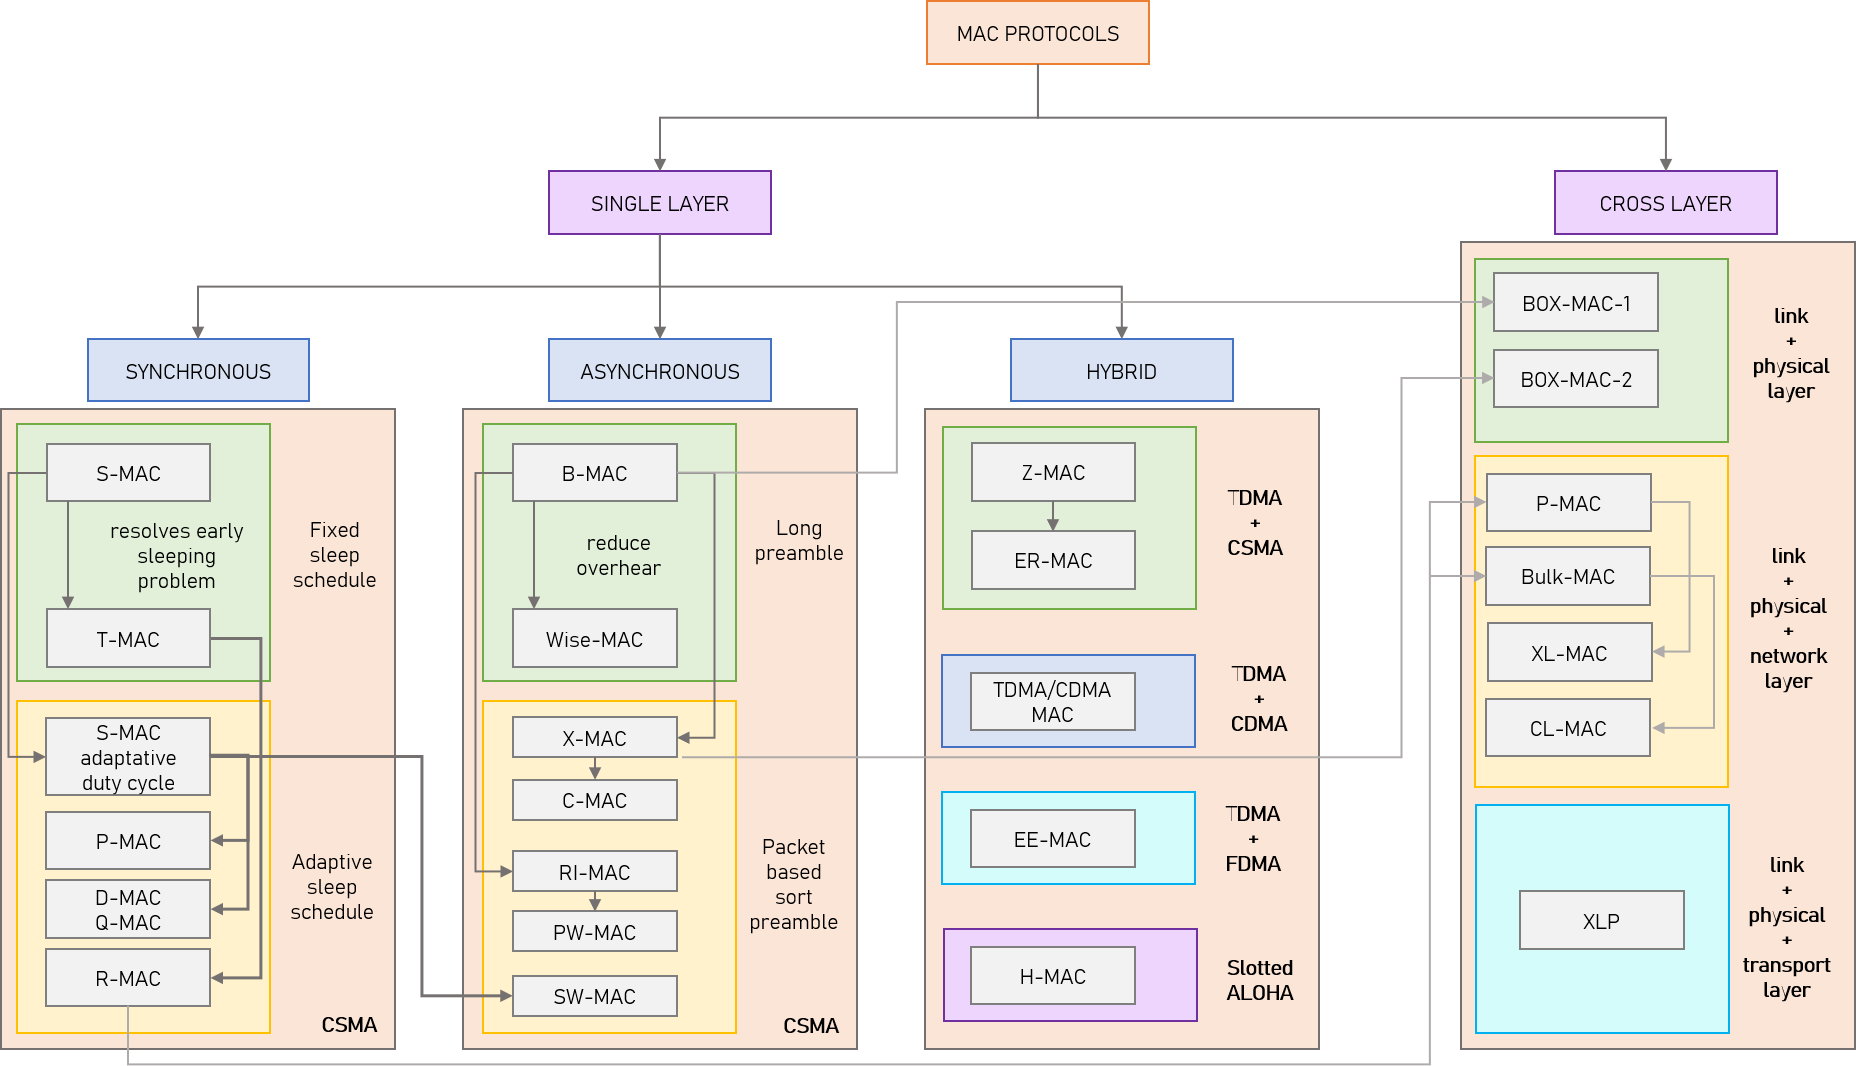 MAC PROTOCOLS
SINGLE LAYER
CROSS LAYER
SYNCHRONOUS
ASYNCHRONOUS
HYBRID
S-MAC
resolves early
sleeping
problem
T-MAC
Fixed
sleep
schedule
S-MAC
adaptative
duty cycle
P-MAC
D-MAC
Q-MAC
R-MAC
Adaptive
sleep
schedule
CSMA
B-MAC
reduce
overhear
Wise-MAC
Long
preamble
X-MAC
C-MAC
RI-MAC
PW-MAC
SW-MAC
Packet
based
sort
preamble
CSMA
Z-MAC
ER-MAC
TDMA
+
CSMA
TDMA/CDMA
MAC
TDMA
+
CDMA
EE-MAC
TDMA
+
FDMA
H-MAC
Slotted
ALOHA
BOX-MAC-1
BOX-MAC-2
link
+
physical
layer
P-MAC
Bulk-MAC
XL-MAC
CL-MAC
link
+
physical
+
network
layer
XLP
link
+
physical
+
transport
layer